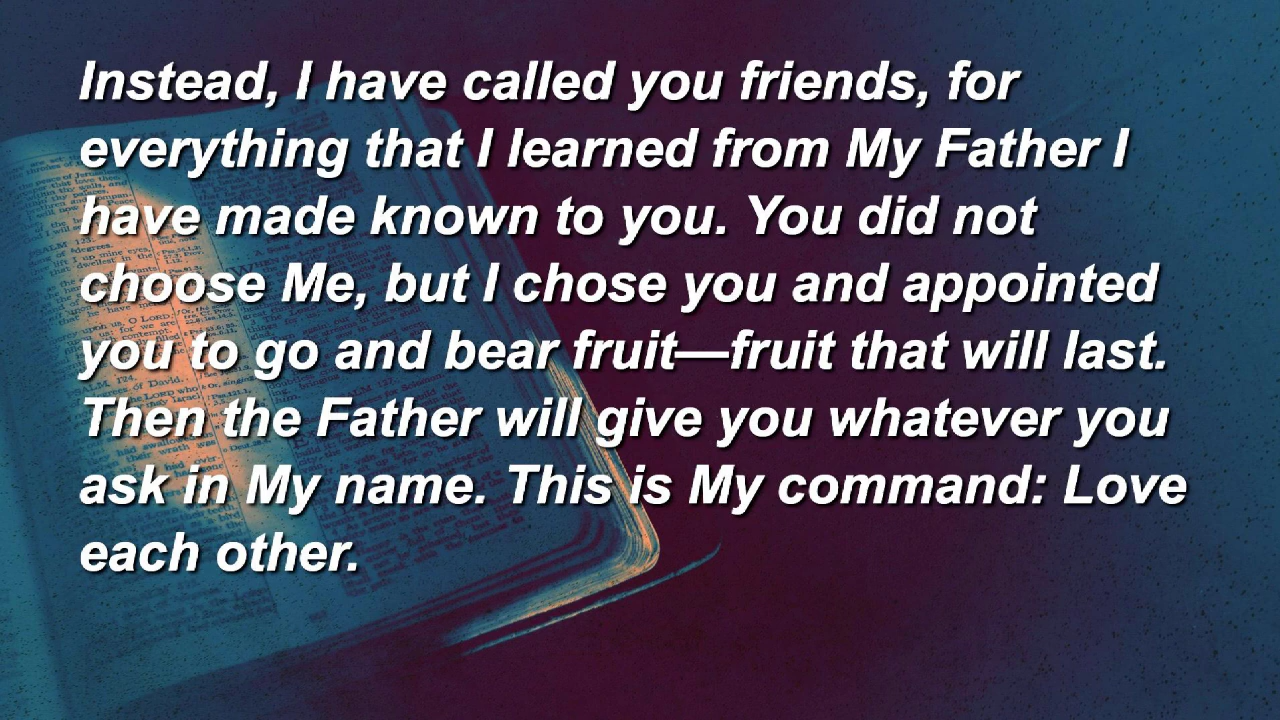 Instead, I have called you friends, for
everything that I learned from My Father I
have made known to you. You did not
choose Me, but I chose you and appointed
you to go and bear fruit—fruit that will last.
Then the Father will give you whatever you
ask in My name. This is My command: Love
each other.